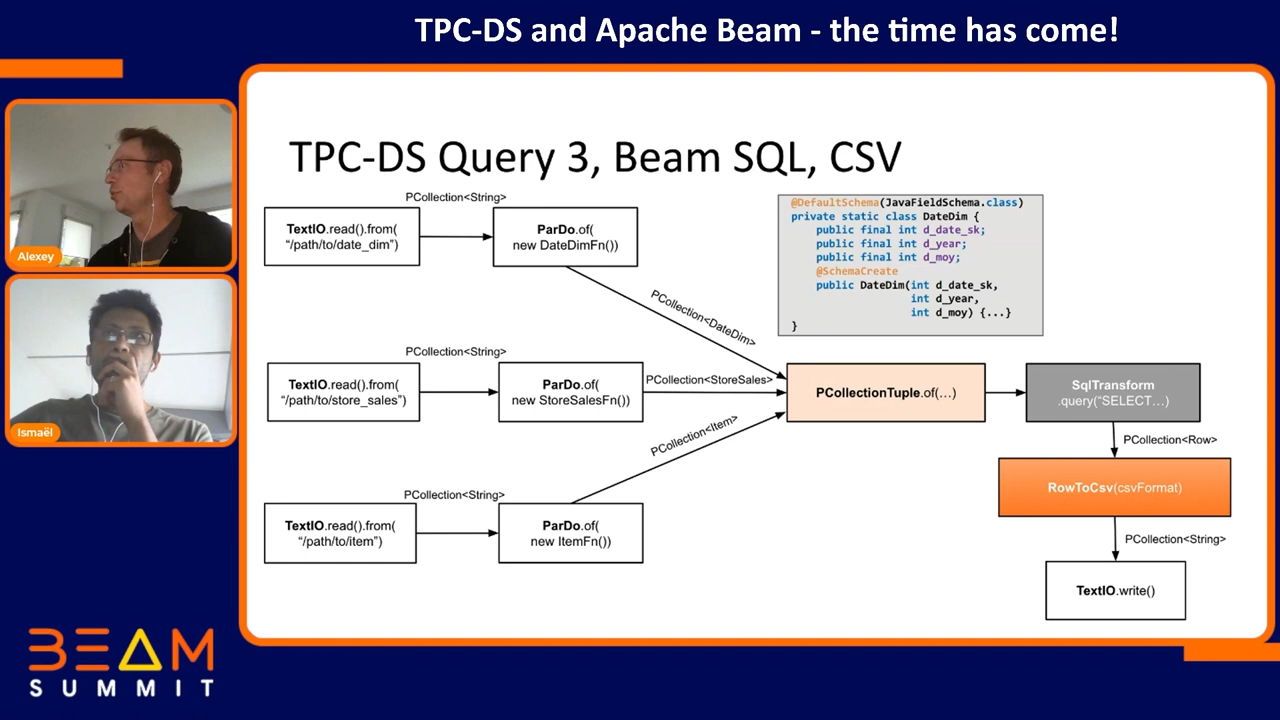 TPC-DS and Apache Beam - the time has come!
Alexey
Ismaël
BEAM
SUMMIT
TPC-DS Query 3, Beam SQL, CSV
PCollection<String>
TextIO.read().from(
“/path/to/date_dim”)
ParDo.of(
new DateDimFn())
PCollection<DateDim>
@DefaultSchema(JavaFieldSchema.class)
private static class DateDim {
public final int d_date_sk;
public final int d_year;
public final int d_moy;
@SchemaCreate
public DateDim(int d_date_sk,
int d_year,
int d_moy) {...}
}
PCollection<String>
TextIO.read().from(
“/path/to/store_sales”)
ParDo.of(
new StoreSalesFn())
PCollection<StoreSales>
PCollectionTuple.of(…)
SqlTransform
.query(“SELECT…)
PCollection<Row>
PCollection<Item>
RowToCsv(csvFormat)
PCollection<String>
TextIO.read().from(
“/path/to/item”)
ParDo.of(
new ItemFn())
PCollection<String>
TextIO.write()